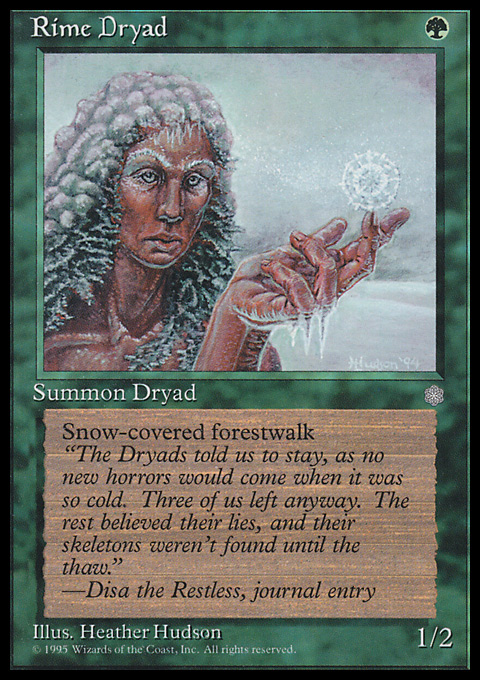 Rime Dryad
HHudson '94
Summon Dryad
Snow-covered forestwalk
“The Dryads told us to stay, as no
new horrors would come when it was
so cold. Three of us left anyway. The
rest believed their lies, and their
skeletons weren't found until the
thaw.”
—Disa the Restless, journal entry
Illus. Heather Hudson
1/2
© 1995 Wizards of the Coast, Inc. All rights reserved.